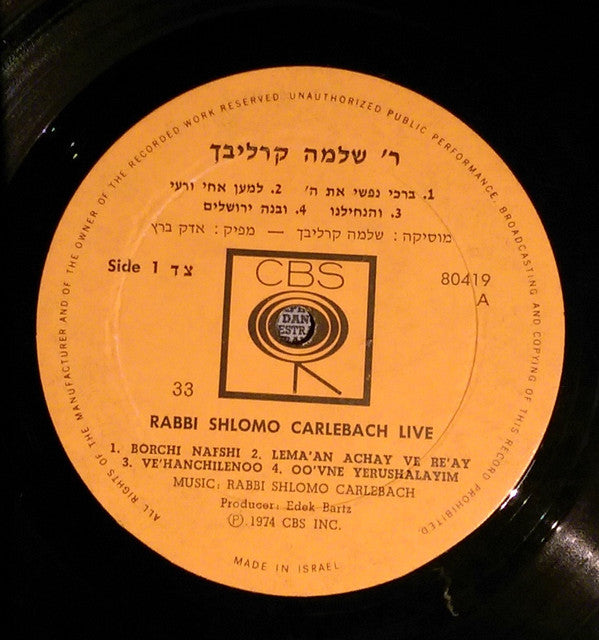 ALL RIGHTS OF THE MANUFACTURER AND OF THE OWNER OF THE RECORDED WORK RESERVED. UNAUTHORIZED PUBLIC PERFORMANCE, BROADCASTING AND COPYING OF THIS RECORD PROHIBITED
ר' שלמה קרליבך
1. ברכי נפשי את ה' 2. למען אחי ורעי
3. והנחילנו 4. ובנה ירושלים
מוסיקה : שלמה קרליבך — מפיק : אדק ברץ
Side 1 צד
CBS
80419
A
DAN
ESTRA
33
RABBI SHLOMO CARLEBACH LIVE
1. BORCHI NAFSHI 2. LEMA'AN ACHAY VE RE'AY
3. VE'HANCHILENOO 4. OO'VNE YERUSHALAYIM
MUSIC: RABBI SHLOMO CARLEBACH
Producer: Edek Bartz
Ⓟ 1974 CBS INC.
MADE IN ISRAEL